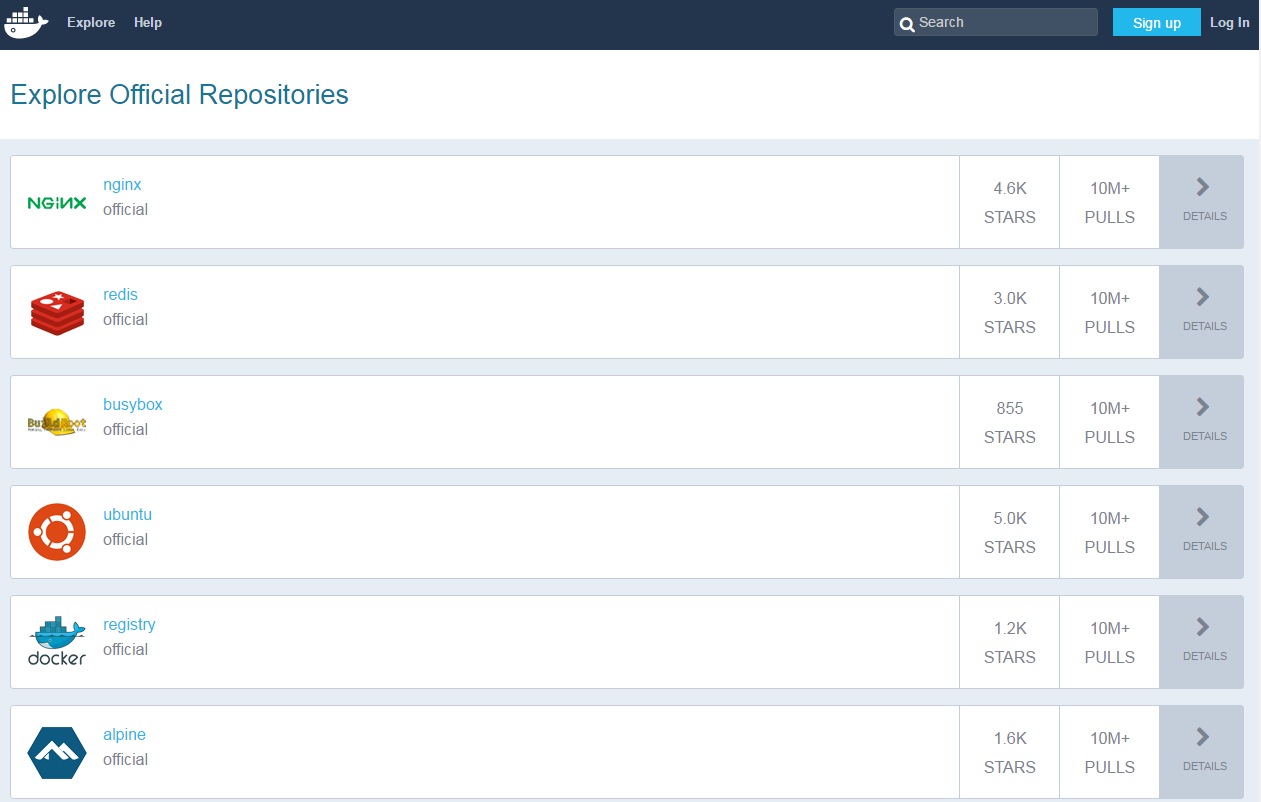 Explore Help Search Sign up Log In
Explore Official Repositories
NGINX
nginx
official
4.6K
STARS
10M+
PULLS
DETAILS
redis
official
3.0K
STARS
10M+
PULLS
DETAILS
busybox
official
855
STARS
10M+
PULLS
DETAILS
ubuntu
official
5.0K
STARS
10M+
PULLS
DETAILS
docker
registry
official
1.2K
STARS
10M+
PULLS
DETAILS
alpine
official
1.6K
STARS
10M+
PULLS
DETAILS